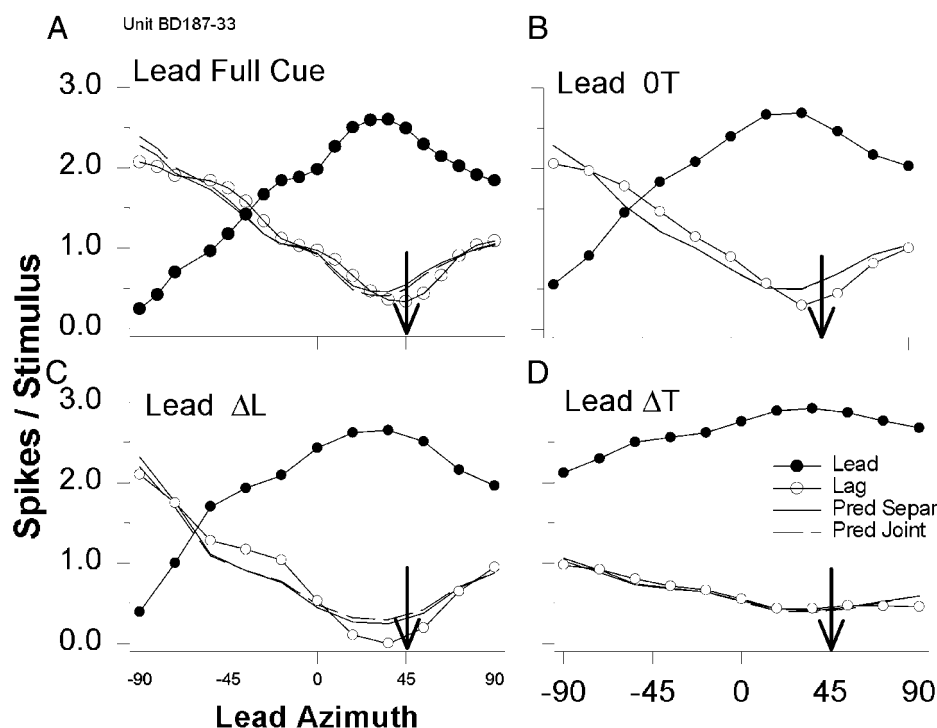 A
Unit BD187-33
B
Lead Full Cue
Lead 0T
3.0
2.0
1.0
0.0
Spikes / Stimulus
C
D
Lead ΔL
Lead ΔT
3.0
2.0
1.0
0.0
Lead
Lag
Pred Separ
Pred Joint
-90 -45 0 45 90
-90 -45 0 45 90
Lead Azimuth